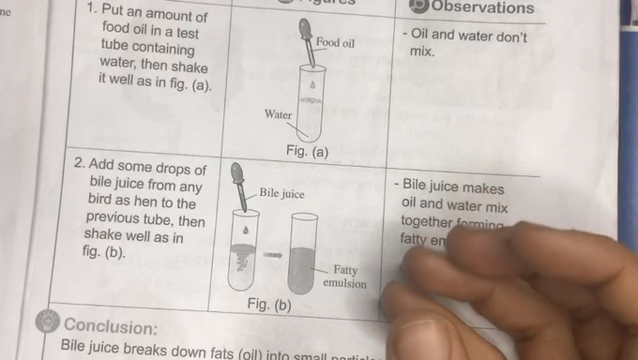 Figures
Observations
1. Put an amount of
food oil in a test
tube containing
water, then shake
it well as in fig. (a).
Food oil
Water
Fig. (a)
- Oil and water don't
mix.
2. Add some drops of
bile juice from any
bird as hen to the
previous tube, then
shake well as in
fig. (b).
Bile juice
Fatty
emulsion
Fig. (b)
- Bile juice makes
oil and water mix
together forming
fatty
Conclusion:
Bile juice breaks down fats (oil) into small